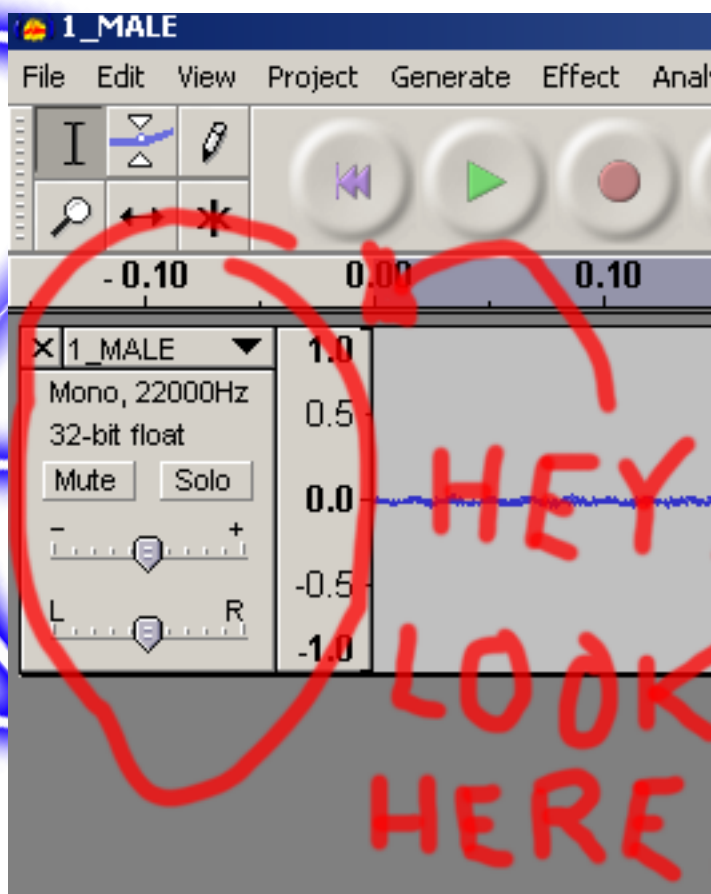 1_MALE
File Edit View Project Generate Effect
- 0.10 0.00 0.10
X 1_MALE 1.0
Mono, 22000Hz
0.5
32-bit float
Mute Solo
0.0
- +
-0.5
L R
-1.0
HEY
LOOK
HERE